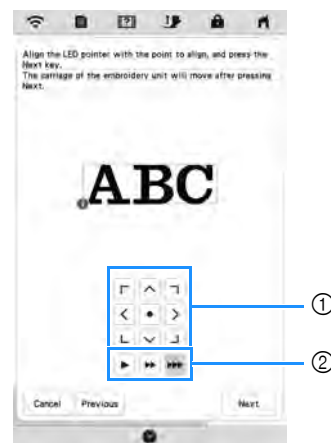 Align the LED pointer with the point to align, and press the
Next key.
The carriage of the embroidery unit will move after pressing
Next.
ABC
①
②
Cancel Previous Next